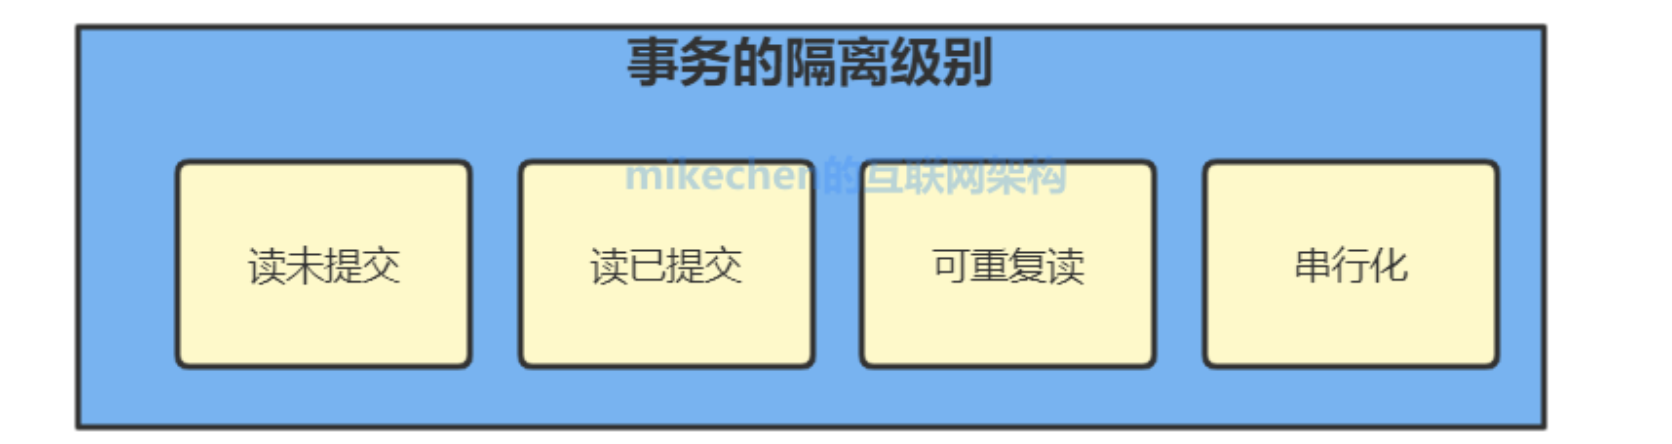 事务的隔离级别
mikechen的互联网架构
读未提交
读已提交
可重复读
串行化